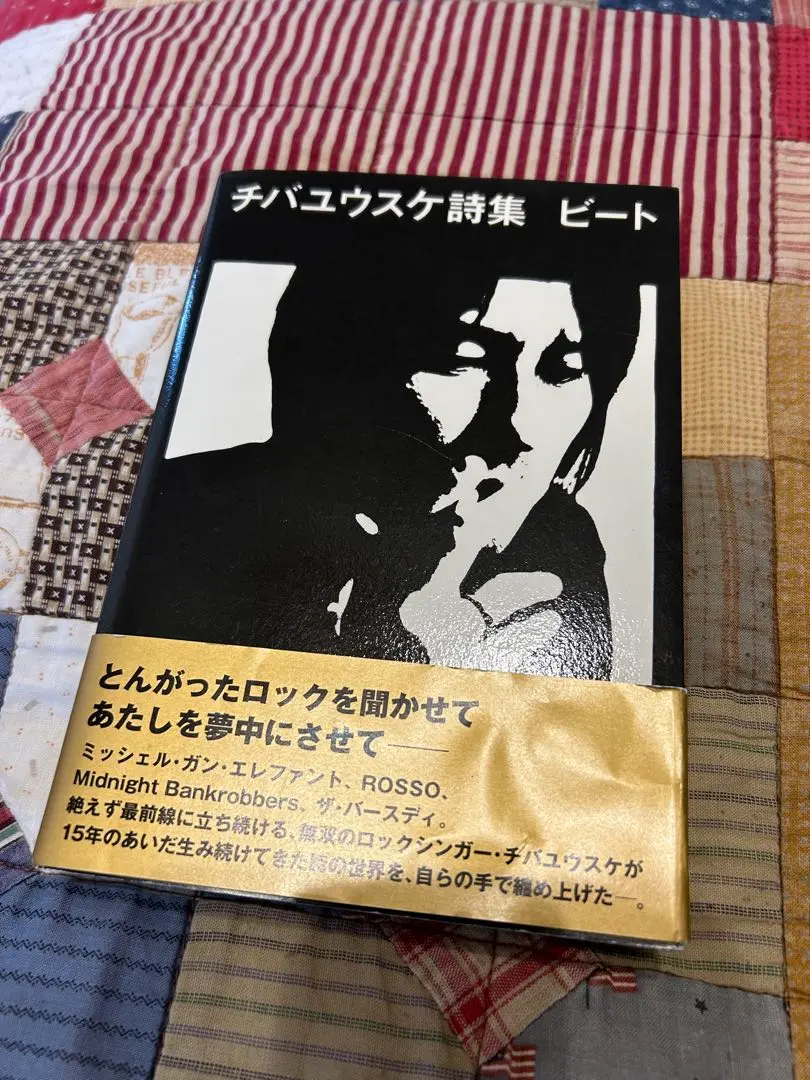 チバユウスケ詩集 ビート
とんがったロックを聞かせて
あたしを夢中にさせて――
ミッシェル・ガン・エレファント、ROSSO、
Midnight Bankrobbers、ザ・バースディ。
絶えず最前線に立ち続ける、無双のロックシンガー・チバユウスケが
15年のあいだ生み続けてきた詩の世界を、自らの手で纏め上げた―。